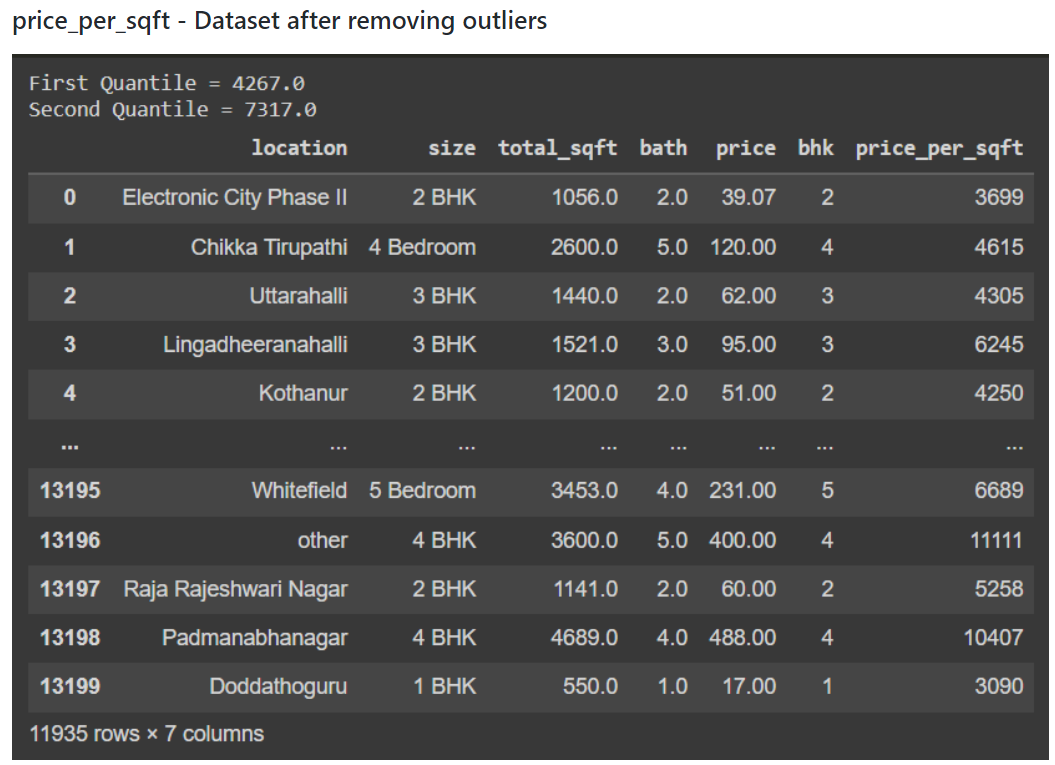 price_per_sqft - Dataset after removing outliers
First Quantile = 4267.0
Second Quantile = 7317.0
location size total_sqft bath price bhk price_per_sqft
0 Electronic City Phase II 2 BHK 1056.0 2.0 39.07 2 3699
1 Chikka Tirupathi 4 Bedroom 2600.0 5.0 120.00 4 4615
2 Uttarahalli 3 BHK 1440.0 2.0 62.00 3 4305
3 Lingadheeranahalli 3 BHK 1521.0 3.0 95.00 3 6245
4 Kothanur 2 BHK 1200.0 2.0 51.00 2 4250
... ... ... ... ... ... ... ...
13195 Whitefield 5 Bedroom 3453.0 4.0 231.00 5 6689
13196 other 4 BHK 3600.0 5.0 400.00 4 11111
13197 Raja Rajeshwari Nagar 2 BHK 1141.0 2.0 60.00 2 5258
13198 Padmanabhanagar 4 BHK 4689.0 4.0 488.00 4 10407
13199 Doddathoguru 1 BHK 550.0 1.0 17.00 1 3090
11935 rows × 7 columns